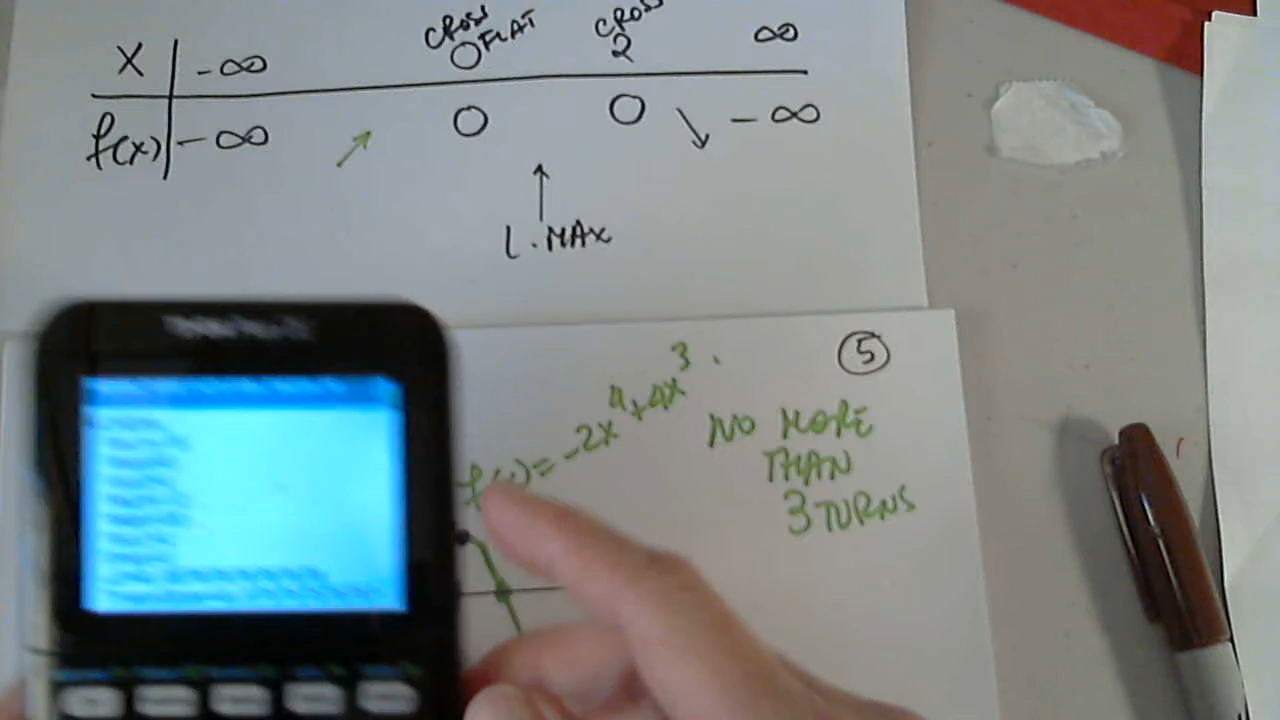 CROSS CROSS
X -∞ 0 FLAT 2 ∞
f(x) -∞ ↗ 0 0 ↘ -∞
↑
L. MAX
5
f(x) = -2x⁴+4x³.
NO MORE
THAN
3 TURNS